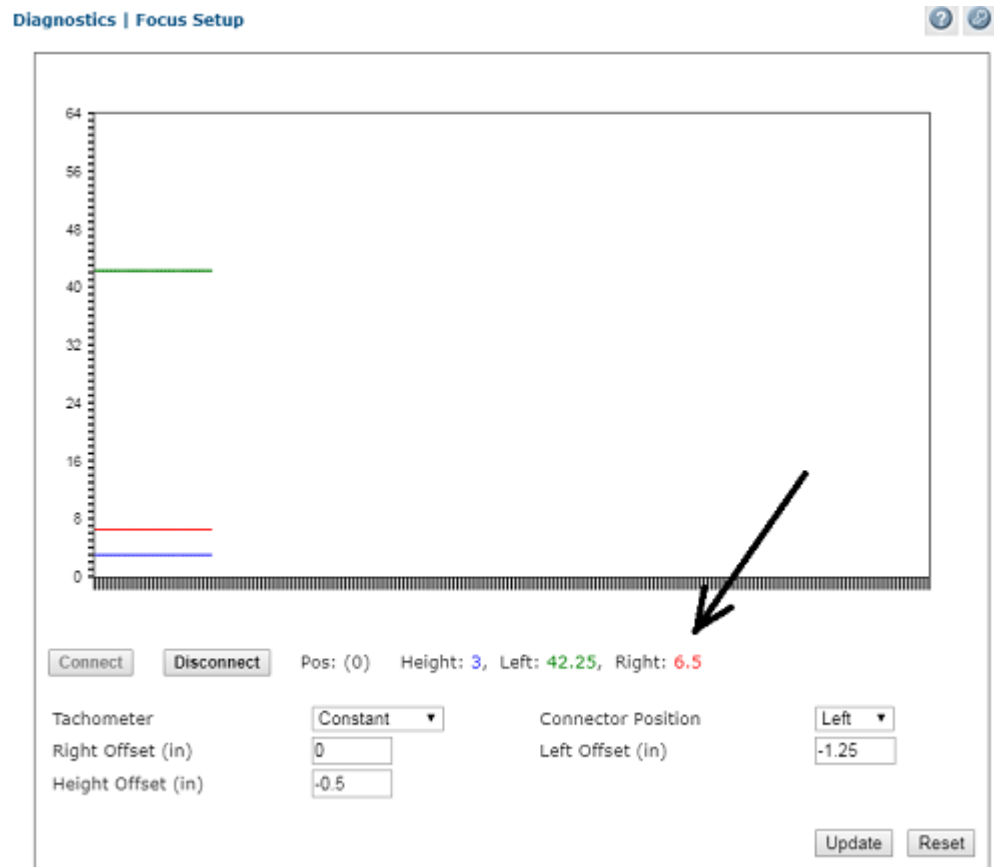 Diagnostics | Focus Setup
64
56
48
40
32
24
16
8
0
Connect Disconnect Pos: (0) Height: 3, Left: 42.25, Right: 6.5
Tachometer Constant Connector Position Left
Right Offset (in) 0 Left Offset (in) -1.25
Height Offset (in) -0.5
Update Reset